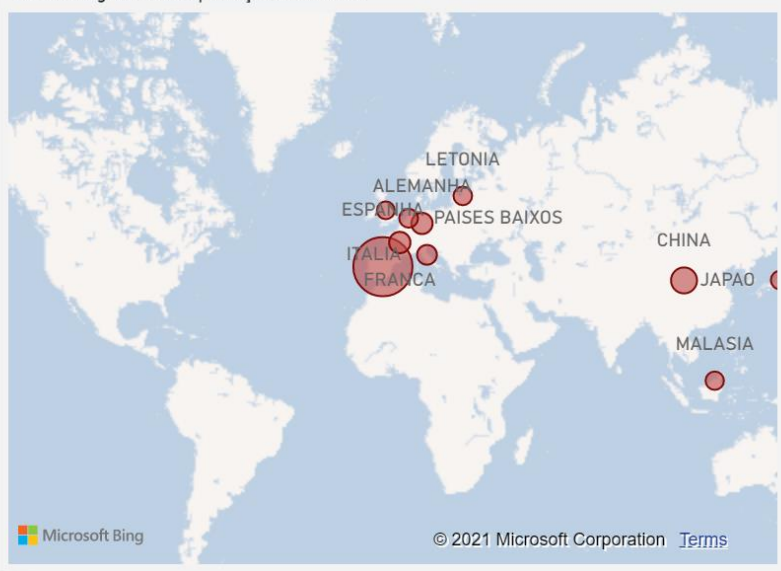 LETONIA
ALEMANHA
ESPANHA
PAISES BAIXOS
ITALIA
FRANCA
CHINA
JAPAO
MALASIA
Microsoft Bing
© 2021 Microsoft Corporation Terms